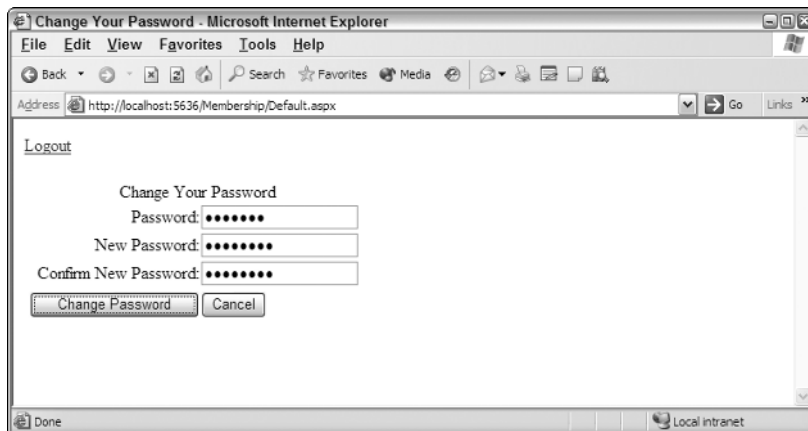 Change Your Password - Microsoft Internet Explorer
File Edit View Favorites Tools Help
Back Search Favorites Media
Address http://localhost:5636/Membership/Default.aspx Go Links »
Logout
Change Your Password
Password: •••••••
New Password: ••••••••
Confirm New Password: ••••••••
Change Password Cancel
Done Local intranet